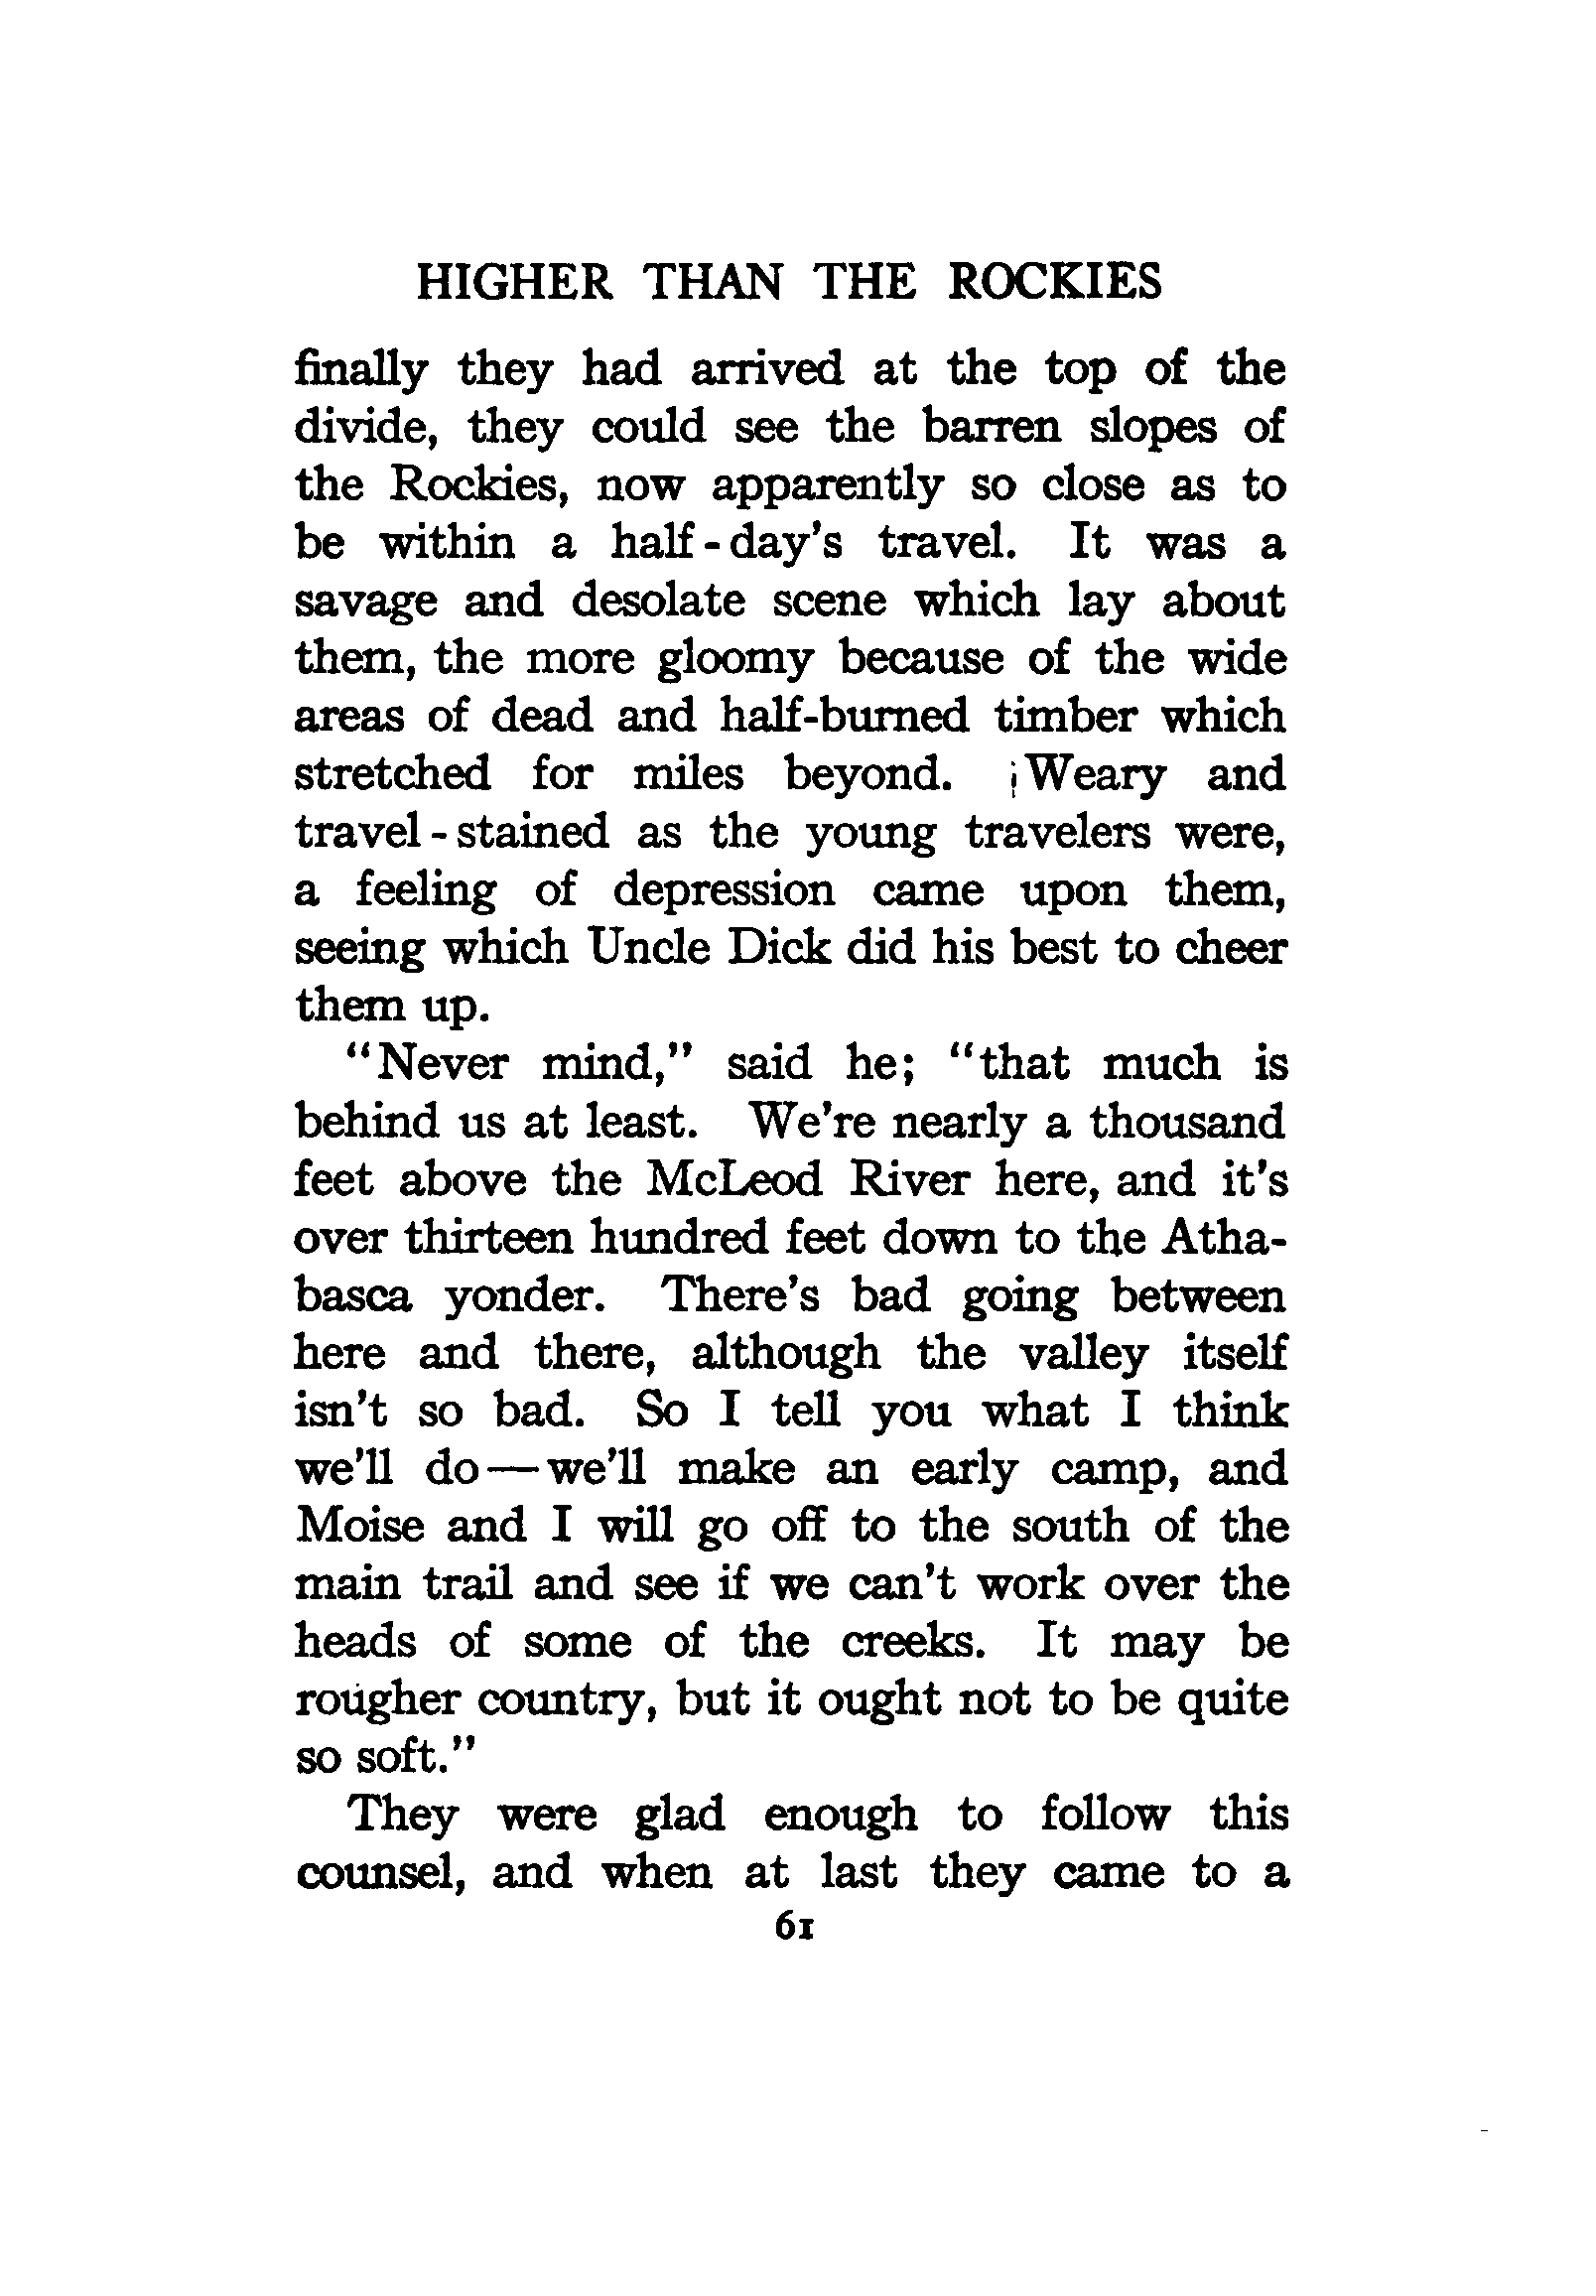 HIGHER THAN THE ROCKIES
finally they had arrived at the top of the
divide, they could see the barren slopes of
the Rockies, now apparently so close as to
be within a half-day's travel. It was a
savage and desolate scene which lay about
them, the more gloomy because of the wide
areas of dead and half-burned timber which
stretched for miles beyond. Weary and
travel-stained as the young travelers were,
a feeling of depression came upon them,
seeing which Uncle Dick did his best to cheer
them up.
"Never mind," said he; "that much is
behind us at least. We're nearly a thousand
feet above the McLeod River here, and it's
over thirteen hundred feet down to the Atha-
basca yonder. There's bad going between
here and there, although the valley itself
isn't so bad. So I tell you what I think
we'll do—we'll make an early camp, and
Moise and I will go off to the south of the
main trail and see if we can't work over the
heads of some of the creeks. It may be
rougher country, but it ought not to be quite
so soft."
They were glad enough to follow this
counsel, and when at last they came to a
61